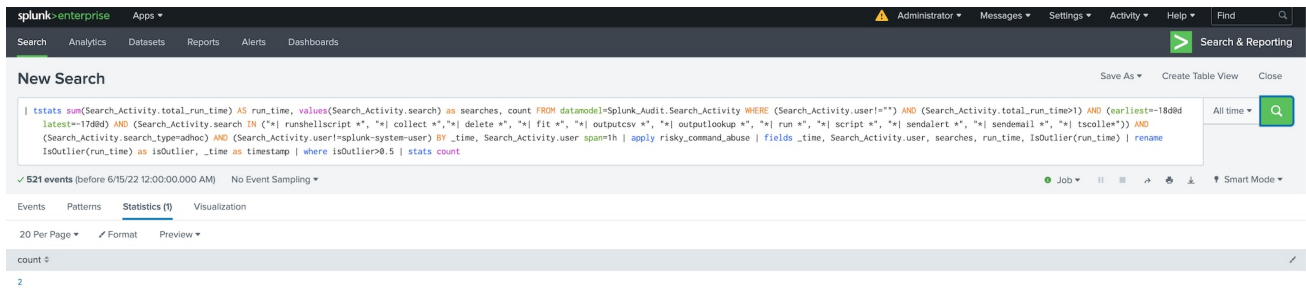 splunk>enterprise Apps ▾ Administrator ▾ Messages ▾ Settings ▾ Activity ▾ Help ▾ Find
Search Analytics Datasets Reports Alerts Dashboards Search & Reporting
New Search Save As ▾ Create Table View Close
| tstats sum(Search_Activity.total_run_time) AS run_time, values(Search_Activity.search) as searches, count FROM datamodel=Splunk_Audit.Search_Activity WHERE (Search_Activity.user!="") AND (Search_Activity.total_run_time>1) AND (earliest=-18d@d All time ▾
latest=-17d@d) AND (Search_Activity.search IN ("*| runshellscript *", "*| collect *","*| delete *", "*| fit *", "*| outputcsv *", "*| outputlookup *", "*| run *", "*| script *", "*| sendalert *", "*| sendemail *", "*| tscolle*")) AND
(Search_Activity.search_type=adhoc) AND (Search_Activity.user!=splunk-system-user) BY _time, Search_Activity.user span=1h | apply risky_command_abuse | fields _time, Search_Activity.user, searches, run_time, IsOutlier(run_time) | rename
IsOutlier(run_time) as isOutlier, _time as timestamp | where isOutlier>0.5 | stats count
✓ 521 events (before 6/15/22 12:00:00.000 AM) No Event Sampling ▾ Job ▾ Smart Mode ▾
Events Patterns Statistics (1) Visualization
20 Per Page ▾ Format Preview ▾
count
2